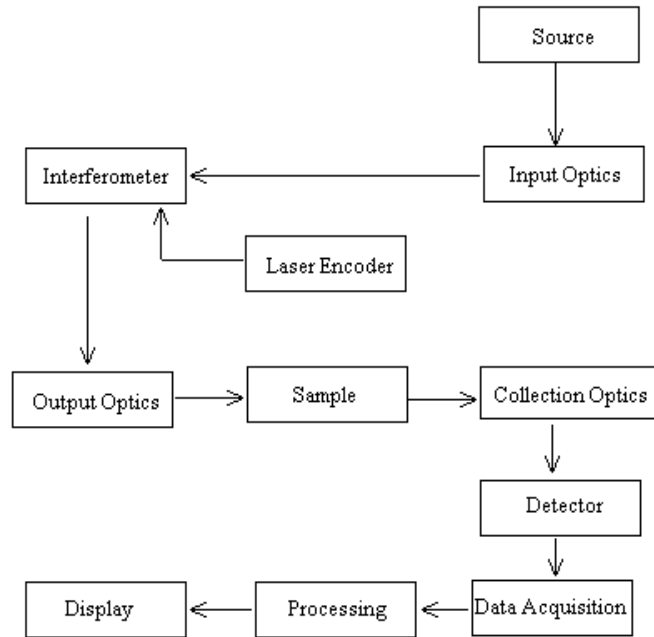 Source
Interferometer
Input Optics
Laser Encoder
Output Optics
Sample
Collection Optics
Detector
Display
Processing
Data Acquisition